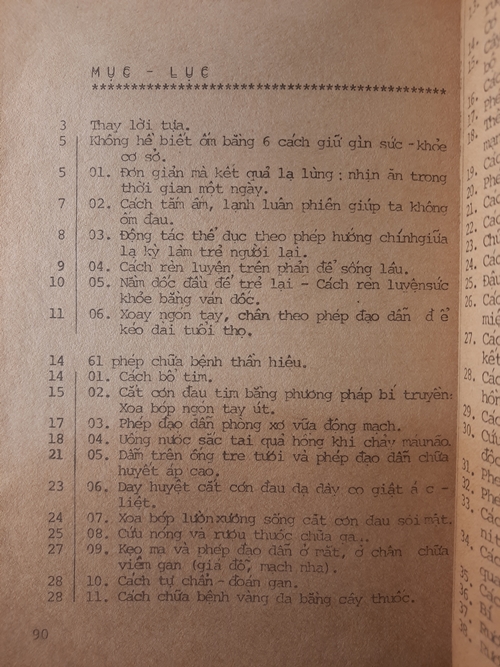 MỤC - LỤC
*******************************************
3 Thay lời tựa.
5 Không hề biết ốm bằng 6 cách giữ gìn sức -khỏe
cơ sở.
5 01. Đơn giản mà kết quả lạ lùng : nhịn ăn trong
thời gian một ngày.
7 02. Cách tắm ấm, lạnh luân phiên giúp ta không
ốm đau.
8 03. Động tác thể dục theo phép hướng chínhgiữa
lạ kỳ làm trẻ người lại.
9 04. Cách rèn luyện trên phản để sống lâu.
10 05. Nằm dốc đầu để trẻ lại - Cách rèn luyệnsức
khỏe bằng ván dốc.
11 06. Xoay ngón tay, chân theo phép đạo dẫn để
kéo dài tuổi thọ.
14 61 phép chữa bệnh thần hiệu.
14 01. Cách bổ tim.
15 02. Cắt cơn đau tim bằng phương pháp bí truyền:
Xoa bóp ngón tay út.
17 03. Phép đạo dẫn phòng xơ vữa động mạch.
18 04. Uống nước sắc tai quả hồng khi chảy máunão.
21 05. Dẫm trên ống tre tươi và phép đạo dẫn chữa
huyết áp cao.
23 06. Day huyệt cắt cơn đau dạ dày co giật á c -
liệt.
24 07. Xoa bóp lườnxương sống cắt cơn đau sỏi mật.
25 08. Cứu nóng và rượu thuốc chữa ga..
27 09. Kẹo mạ và phép đạo dẫn ở mắt, ở chân chữa
viêm gan (giá đỗ, mạch nha).
28 10. Cách tự chẩn-đoán gan.
28 11. Cách chữa bệnh vàng da bằng cây thuốc.
90